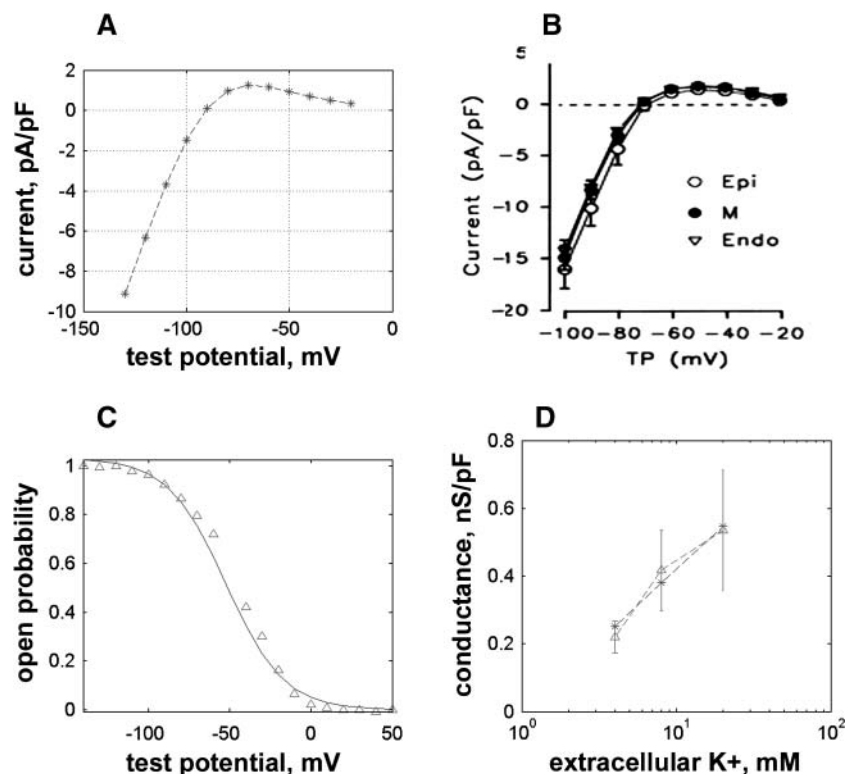 A
current, pA/pF
2
0
-2
-4
-6
-8
-10
-150
-100
-50
0
test potential, mV
B
Current (pA/pF)
5
0
-5
-10
-15
-20
Epi
M
Endo
-100 -80 -60 -40 -20
TP (mV)
C
open probability
1
0.8
0.6
0.4
0.2
0
-100
-50
0
50
test potential, mV
D
conductance, nS/pF
0.8
0.6
0.4
0.2
0
10^0
10^1
10^2
extracellular K+, mM